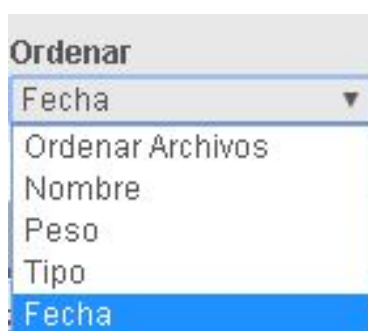 Ordenar
Fecha
Ordenar Archivos
Nombre
Peso
Tipo
Fecha